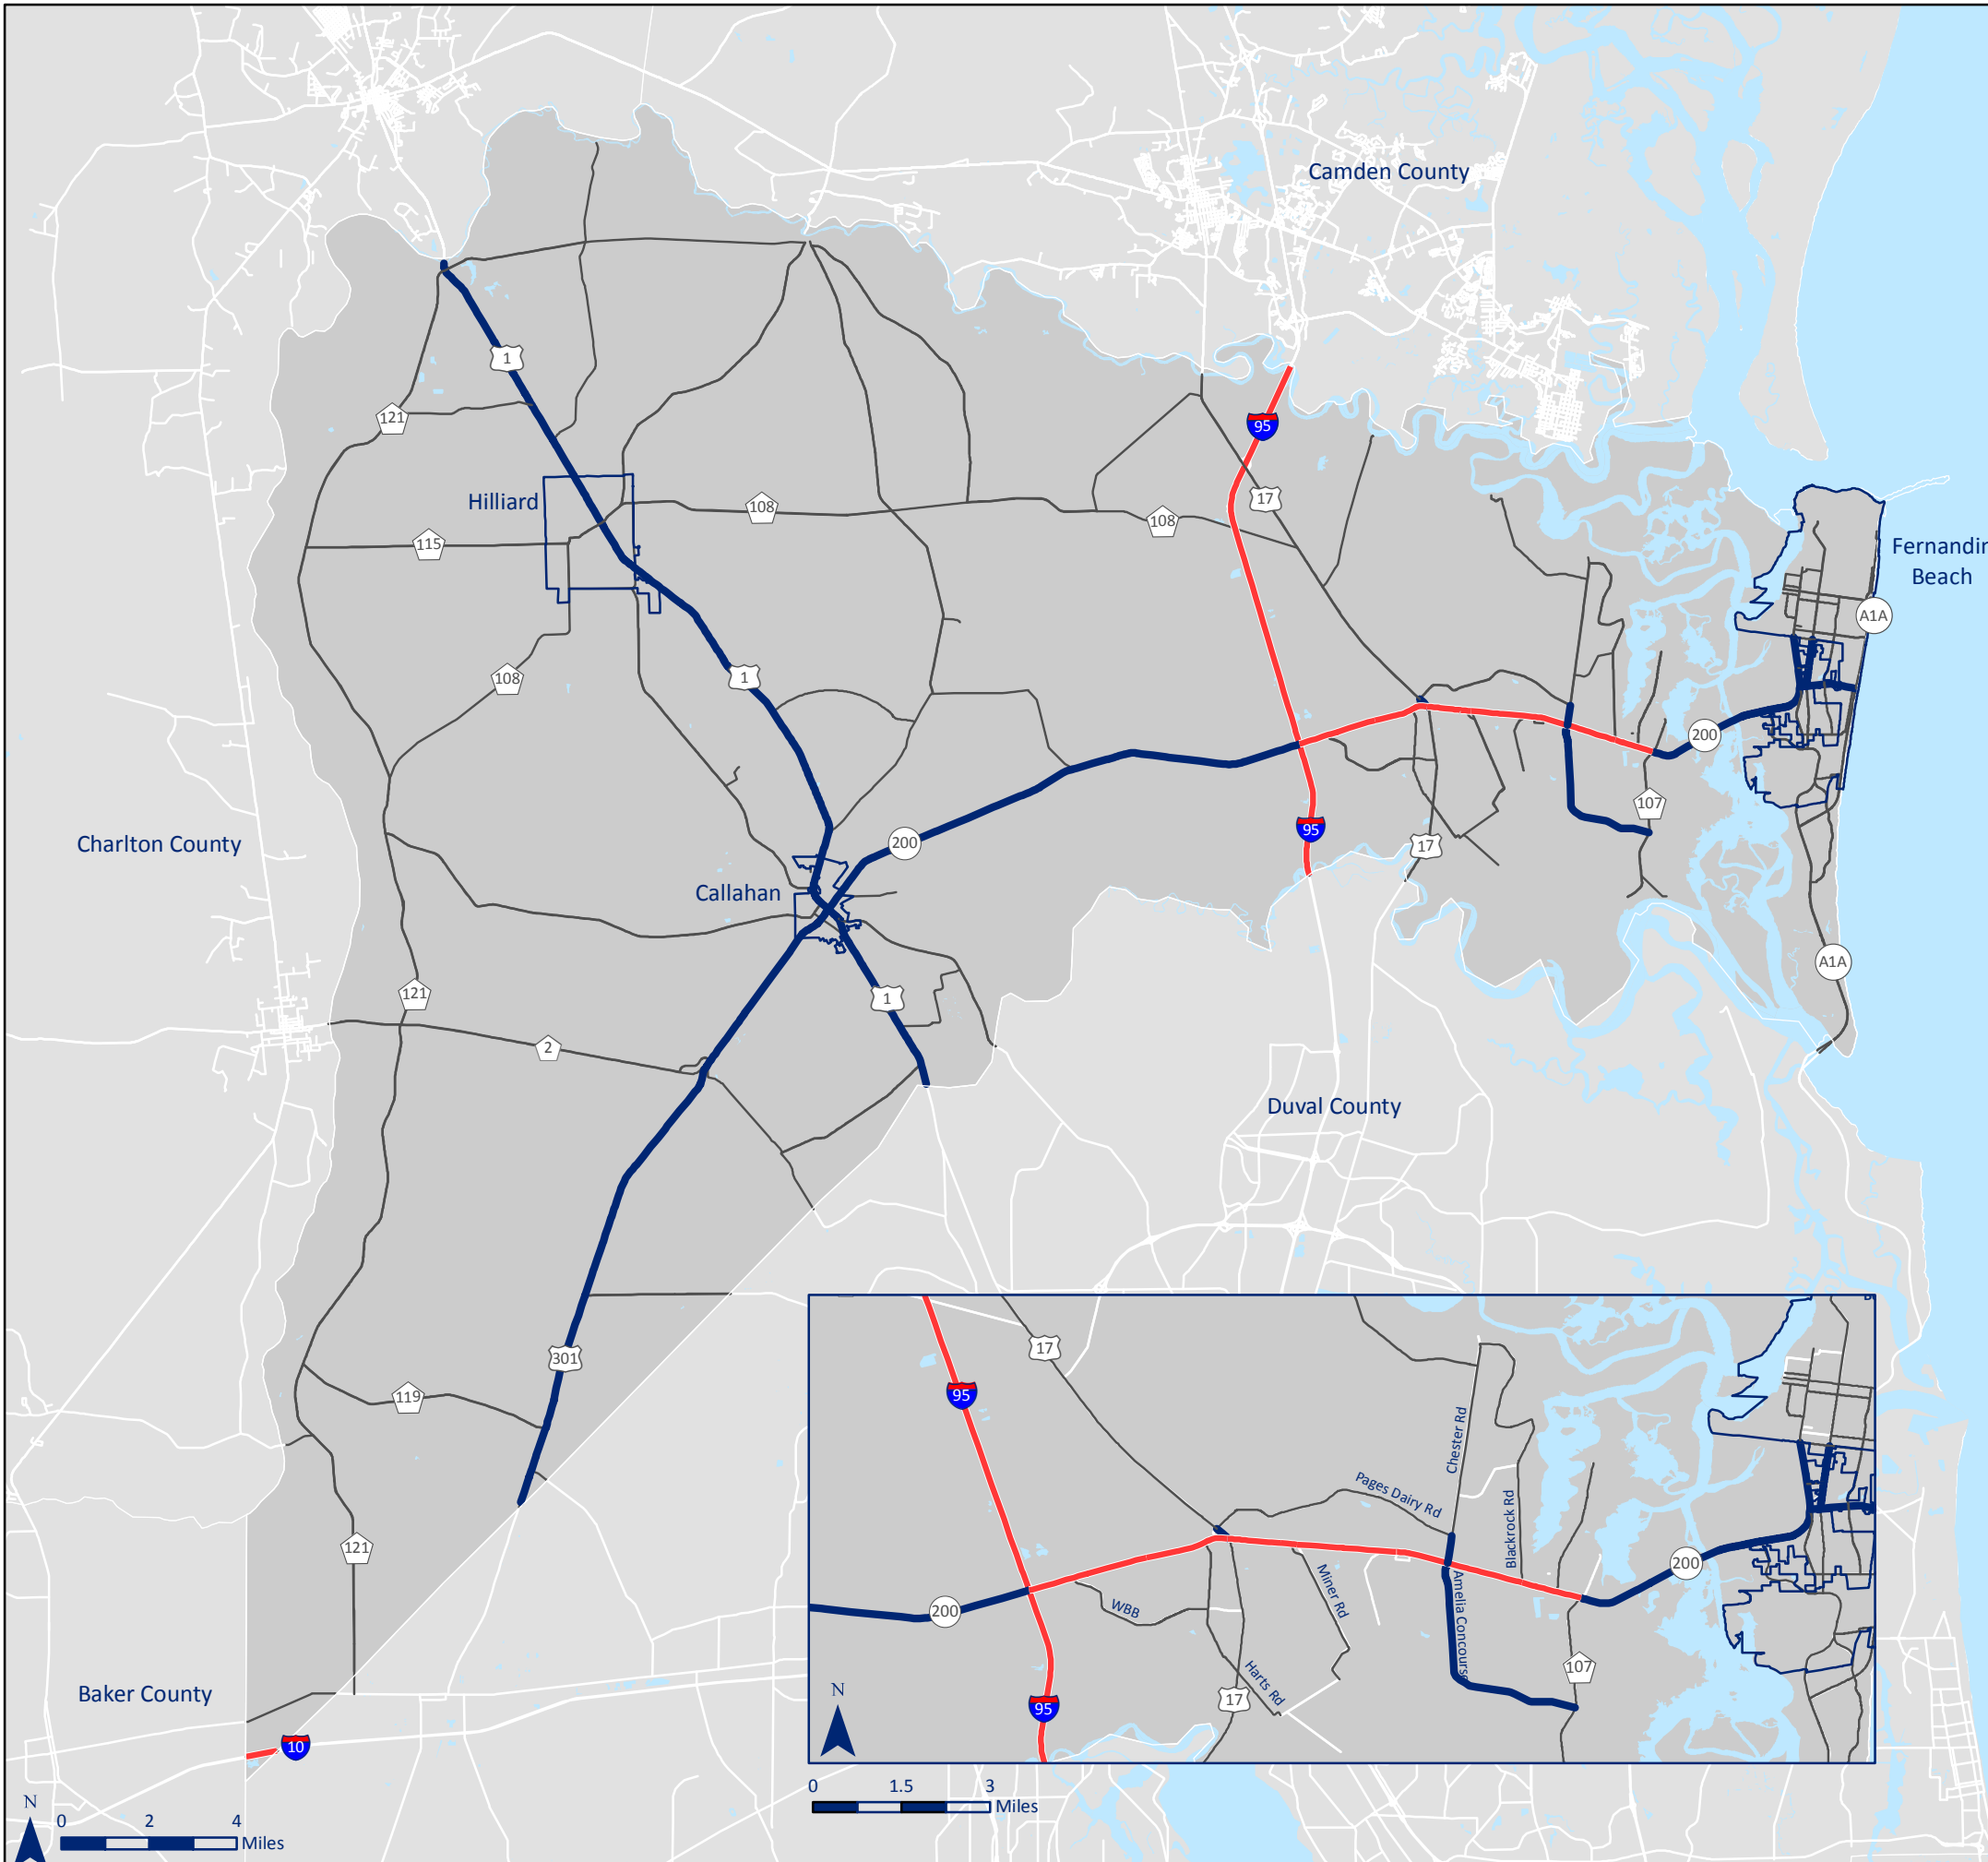 Camden County
1
121
95
Hilliard
17
108
108
115
Fernandin
Beach
A1A
108
1
200
107
95
Charlton County
200
17
Callahan
A1A
121
1
2
Duval County
301
17
95
119
Chester Rd
Pages Dairy Rd
Blackrock Rd
121
200
Miner Rd
Amelia Concourse
WBB
200
107
Harts Rd
Baker County
N
17
95
10
0 1.5 3
Miles
N
0 2 4
Miles